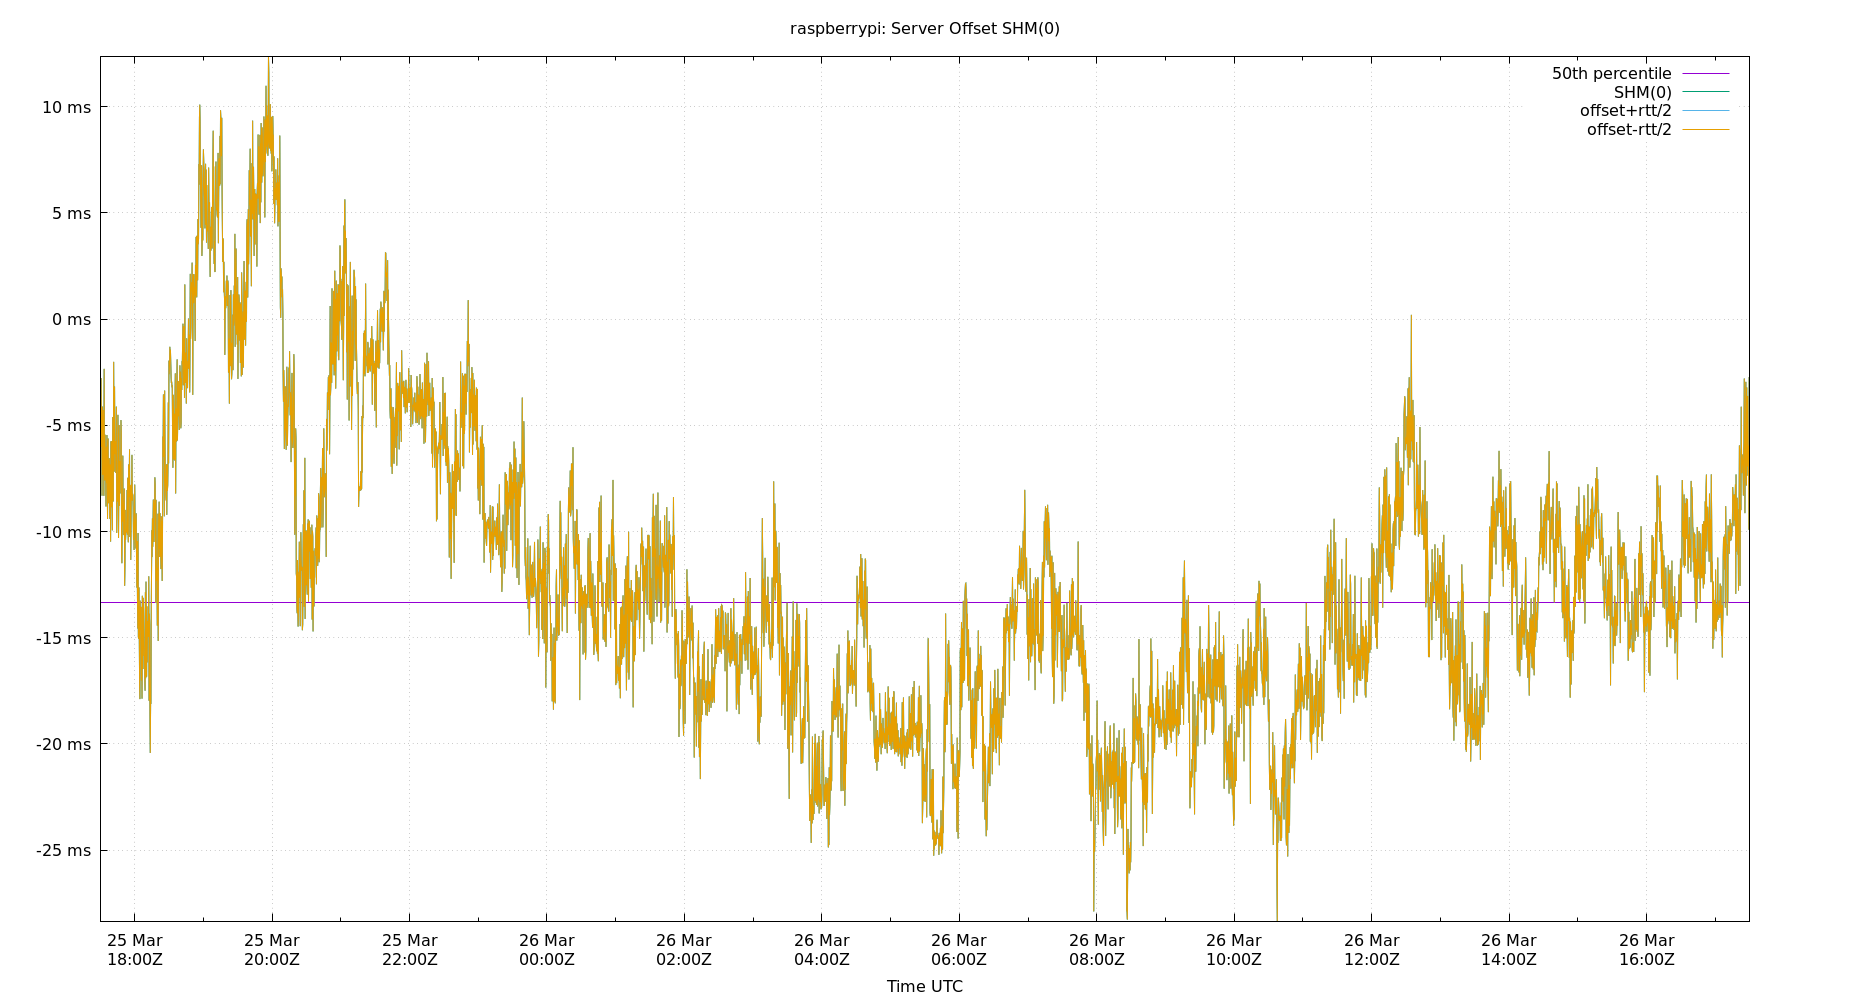 raspberrypi: Server Offset SHM(0)
50th percentile
SHM(0)
offset+rtt/2
offset-rtt/2
10 ms
5 ms
0 ms
-5 ms
-10 ms
-15 ms
-20 ms
-25 ms
25 Mar 25 Mar 25 Mar 26 Mar 26 Mar 26 Mar 26 Mar 26 Mar 26 Mar 26 Mar 26 Mar 26 Mar
18:00Z 20:00Z 22:00Z 00:00Z 02:00Z 04:00Z 06:00Z 08:00Z 10:00Z 12:00Z 14:00Z 16:00Z
Time UTC